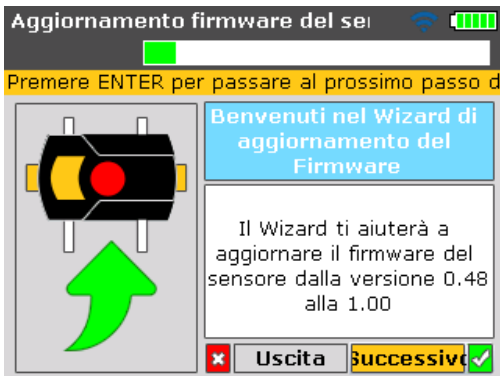 Aggiornamento firmware del se
Premere ENTER per passare al prossimo passo d
Benvenuti nel Wizard di
aggiornamento del
Firmware
Il Wizard ti aiuterà a
aggiornare il firmware del
sensore dalla versione 0.48
alla 1.00
Uscita
Successivo